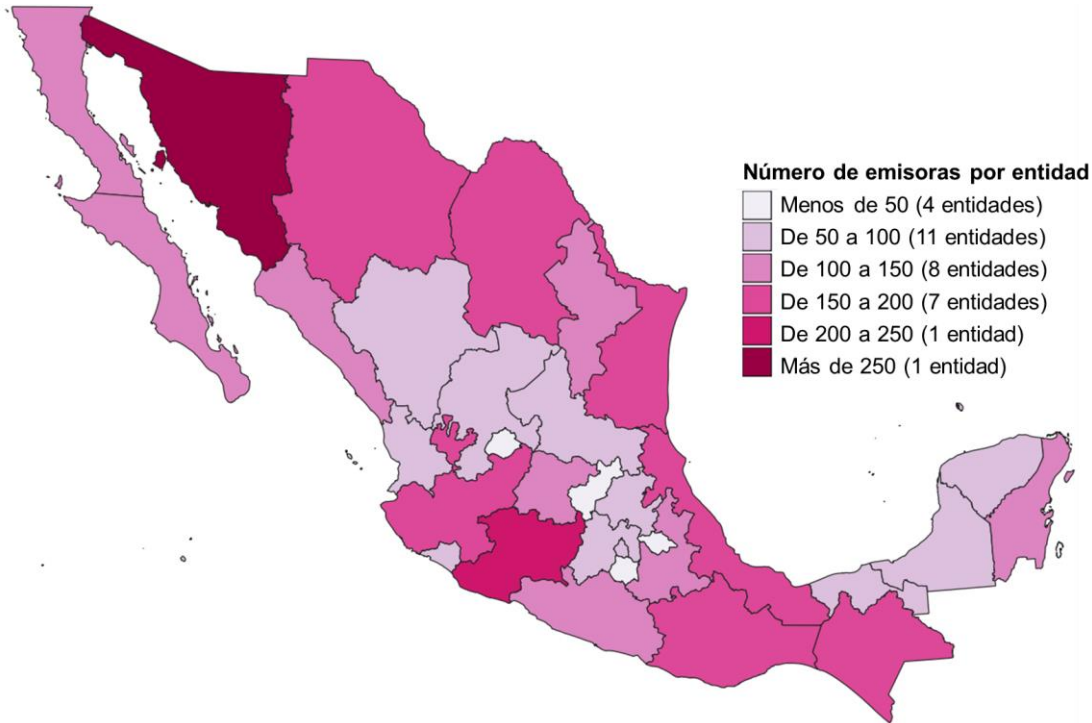 Número de emisoras por entidad
Menos de 50 (4 entidades)
De 50 a 100 (11 entidades)
De 100 a 150 (8 entidades)
De 150 a 200 (7 entidades)
De 200 a 250 (1 entidad)
Más de 250 (1 entidad)